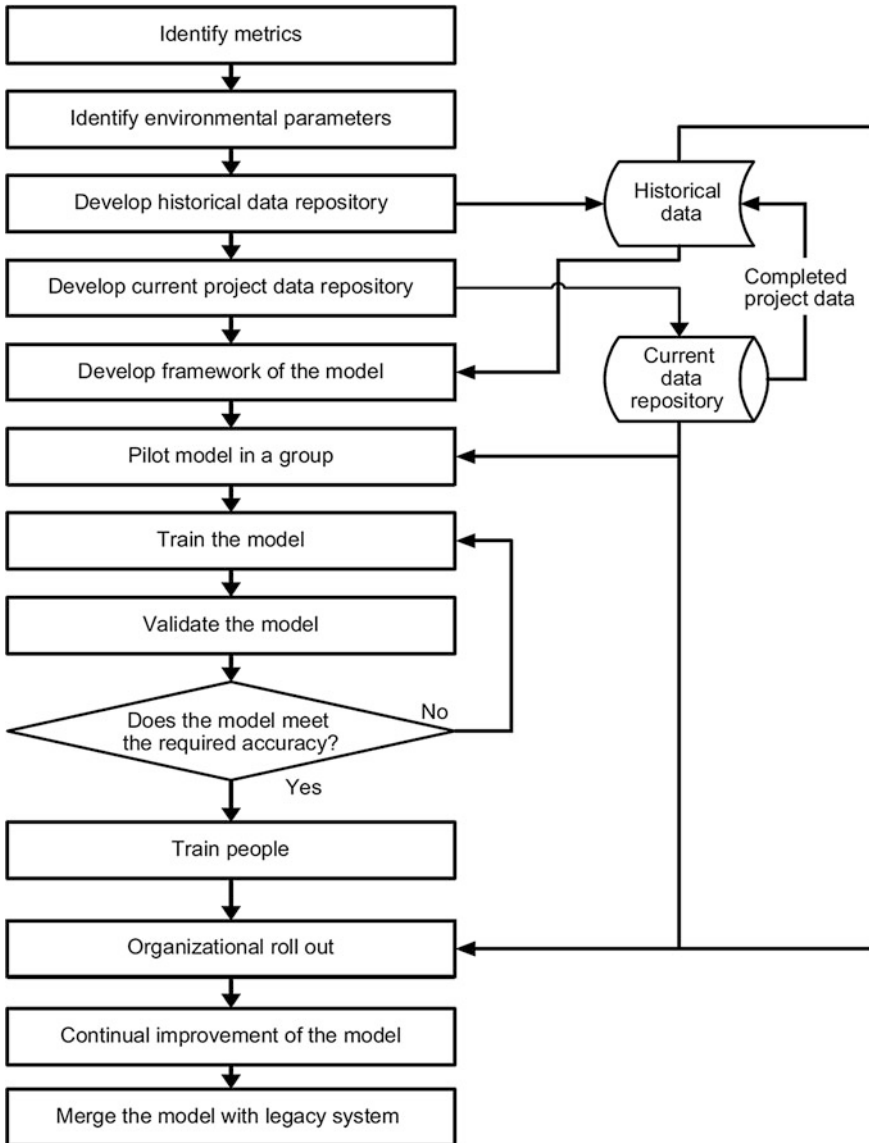 Identify metrics
Identify environmental parameters
Develop historical data repository
Historical
data
Develop current project data repository
Completed
project data
Develop framework of the model
Current
data
repository
Pilot model in a group
Train the model
Validate the model
Does the model meet
the required accuracy?
No
Yes
Train people
Organizational roll out
Continual improvement of the model
Merge the model with legacy system